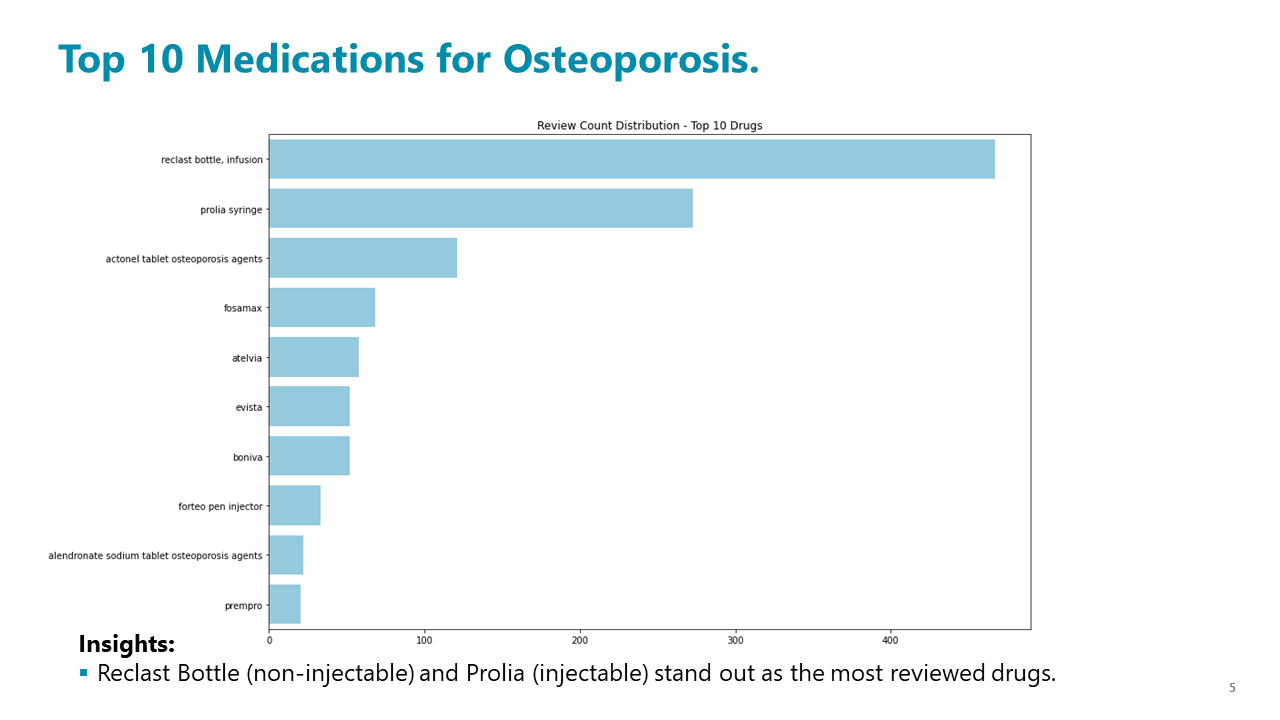 Top 10 Medications for Osteoporosis.
Review Count Distribution - Top 10 Drugs
reclast bottle, infusion
prolia syringe
actonel tablet osteoporosis agents
fosamax
atelvia
evista
boniva
forteo pen injector
alendronate sodium tablet osteoporosis agents
prempro
0 100 200 300 400
Insights:
▪ Reclast Bottle (non-injectable) and Prolia (injectable) stand out as the most reviewed drugs.
5